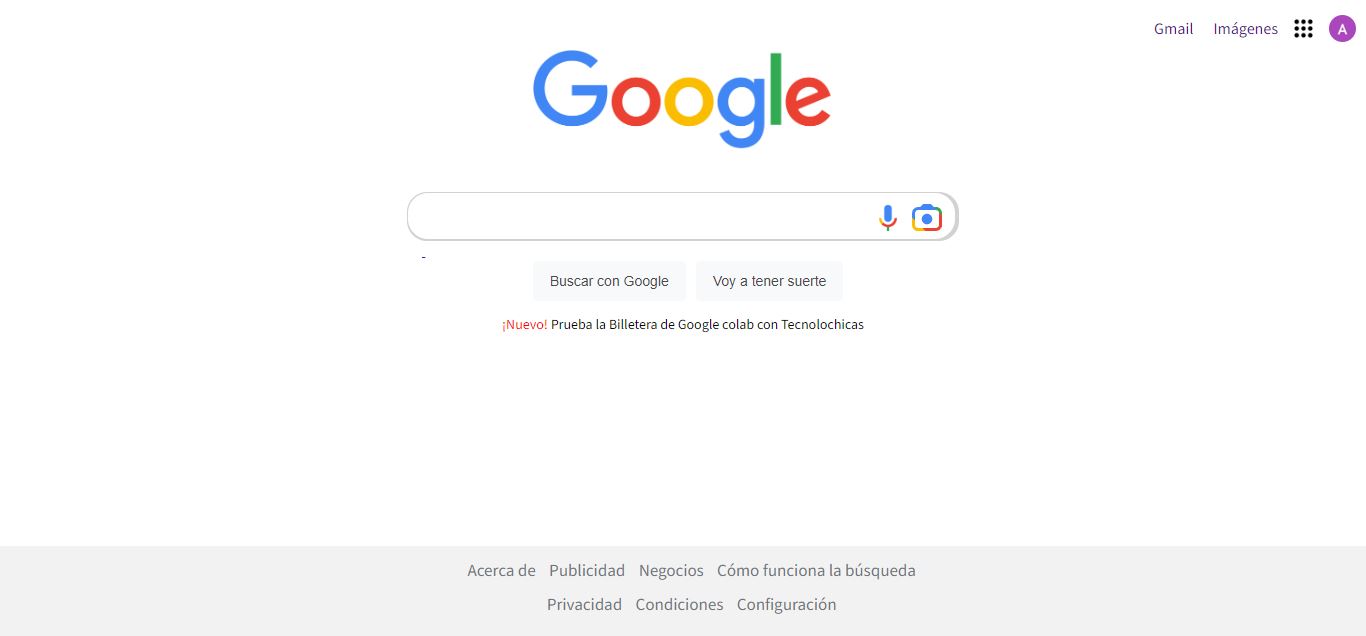 Gmail Imágenes A
Google
Buscar con Google Voy a tener suerte
¡Nuevo! Prueba la Billetera de Google colab con Tecnolochicas
Acerca de Publicidad Negocios Cómo funciona la búsqueda
Privacidad Condiciones Configuración